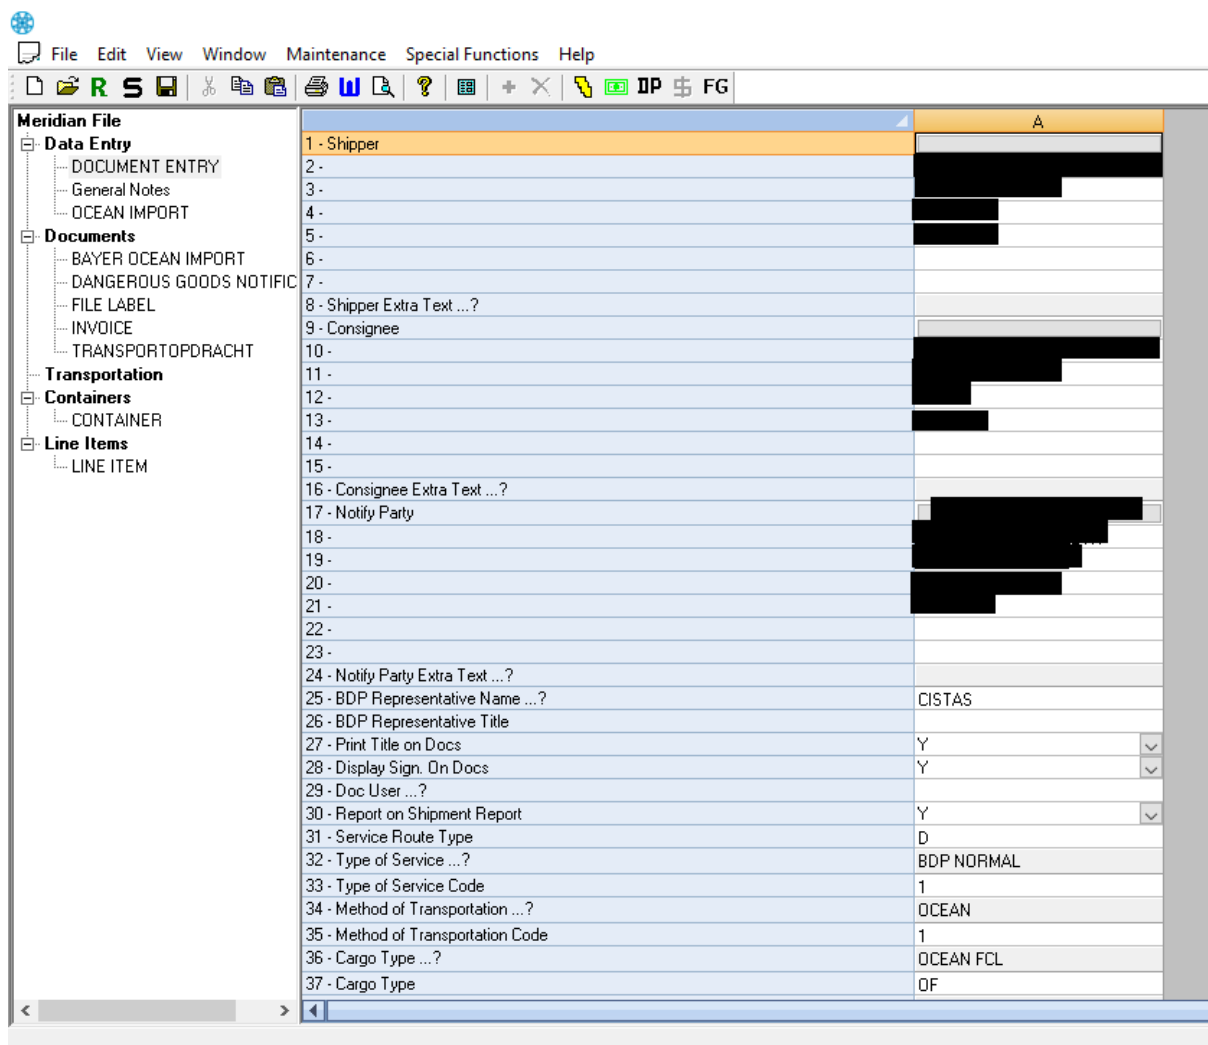 File Edit View Window Maintenance Special Functions Help
R S W ? DP $ FG
Meridian File
Data Entry
DOCUMENT ENTRY
General Notes
OCEAN IMPORT
Documents
BAYER OCEAN IMPORT
DANGEROUS GOODS NOTIFIC
FILE LABEL
INVOICE
TRANSPORTOPDRACHT
Transportation
Containers
CONTAINER
Line Items
LINE ITEM
A
1 - Shipper
2 -
3 -
4 -
5 -
6 -
7 -
8 - Shipper Extra Text ...?
9 - Consignee
10 -
11 -
12 -
13 -
14 -
15 -
16 - Consignee Extra Text ...?
17 - Notify Party
18 -
19 -
20 -
21 -
22 -
23 -
24 - Notify Party Extra Text ...?
25 - BDP Representative Name ...? CISTAS
26 - BDP Representative Title
27 - Print Title on Docs Y
28 - Display Sign. On Docs Y
29 - Doc User ...?
30 - Report on Shipment Report Y
31 - Service Route Type D
32 - Type of Service ...? BDP NORMAL
33 - Type of Service Code 1
34 - Method of Transportation ...? OCEAN
35 - Method of Transportation Code 1
36 - Cargo Type ...? OCEAN FCL
37 - Cargo Type OF